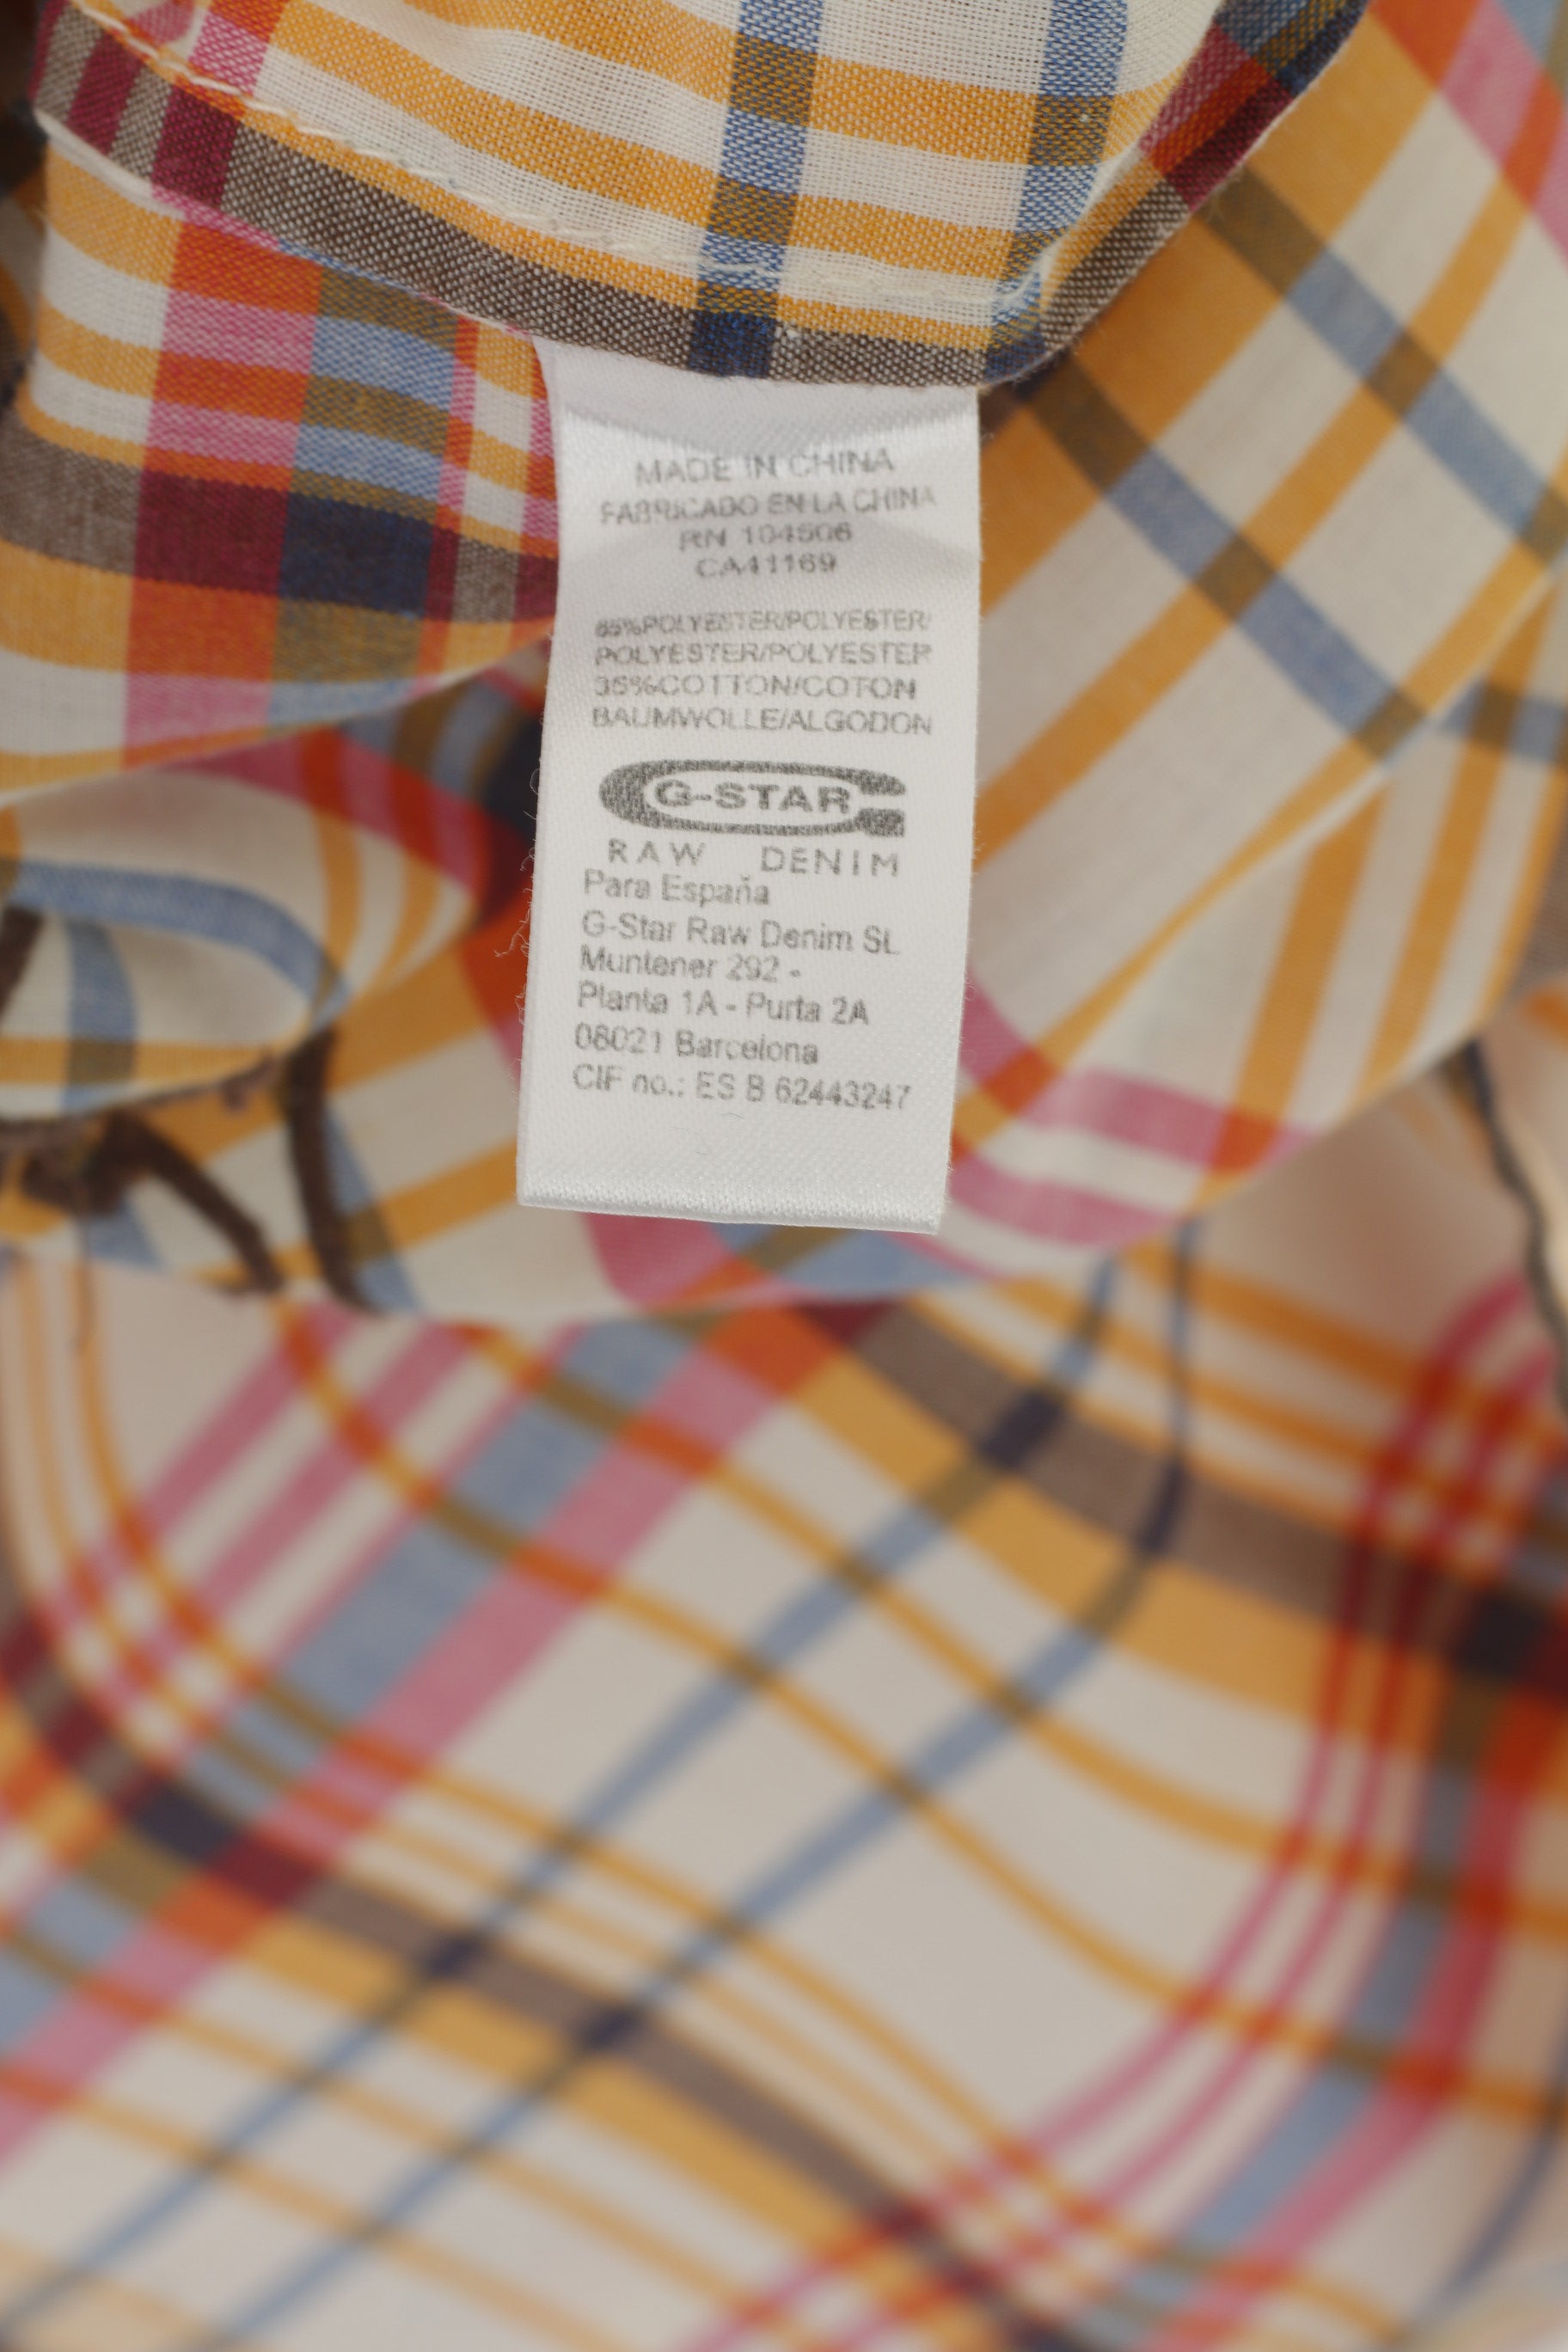 MADE IN CHINA
FABRICADO EN LA CHINA
RN 104506
CA41169
65%POLYESTER/POLYESTER/
POLYESTER/POLYESTER
35%COTTON/COTON
BAUMWOLLE/ALGODON
G-STAR
RAW DENIM
Para España
G-Star Raw Denim SL
Muntener 292 -
Planta 1A - Purta 2A
08021 Barcelona
CIF no.: ES B 62443247